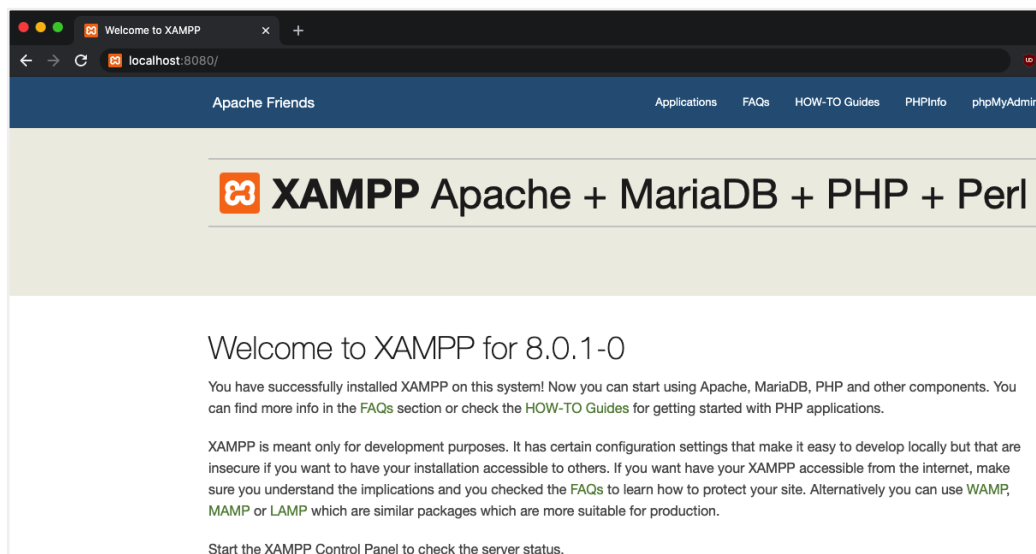 Welcome to XAMPP
localhost:8080/
Apache Friends
Applications FAQs HOW-TO Guides PHPInfo phpMyAdmin
XAMPP Apache + MariaDB + PHP + Perl
Welcome to XAMPP for 8.0.1-0
You have successfully installed XAMPP on this system! Now you can start using Apache, MariaDB, PHP and other components. You
can find more info in the FAQs section or check the HOW-TO Guides for getting started with PHP applications.
XAMPP is meant only for development purposes. It has certain configuration settings that make it easy to develop locally but that are
insecure if you want to have your installation accessible to others. If you want have your XAMPP accessible from the internet, make
sure you understand the implications and you checked the FAQs to learn how to protect your site. Alternatively you can use WAMP,
MAMP or LAMP which are similar packages which are more suitable for production.
Start the XAMPP Control Panel to check the server status.